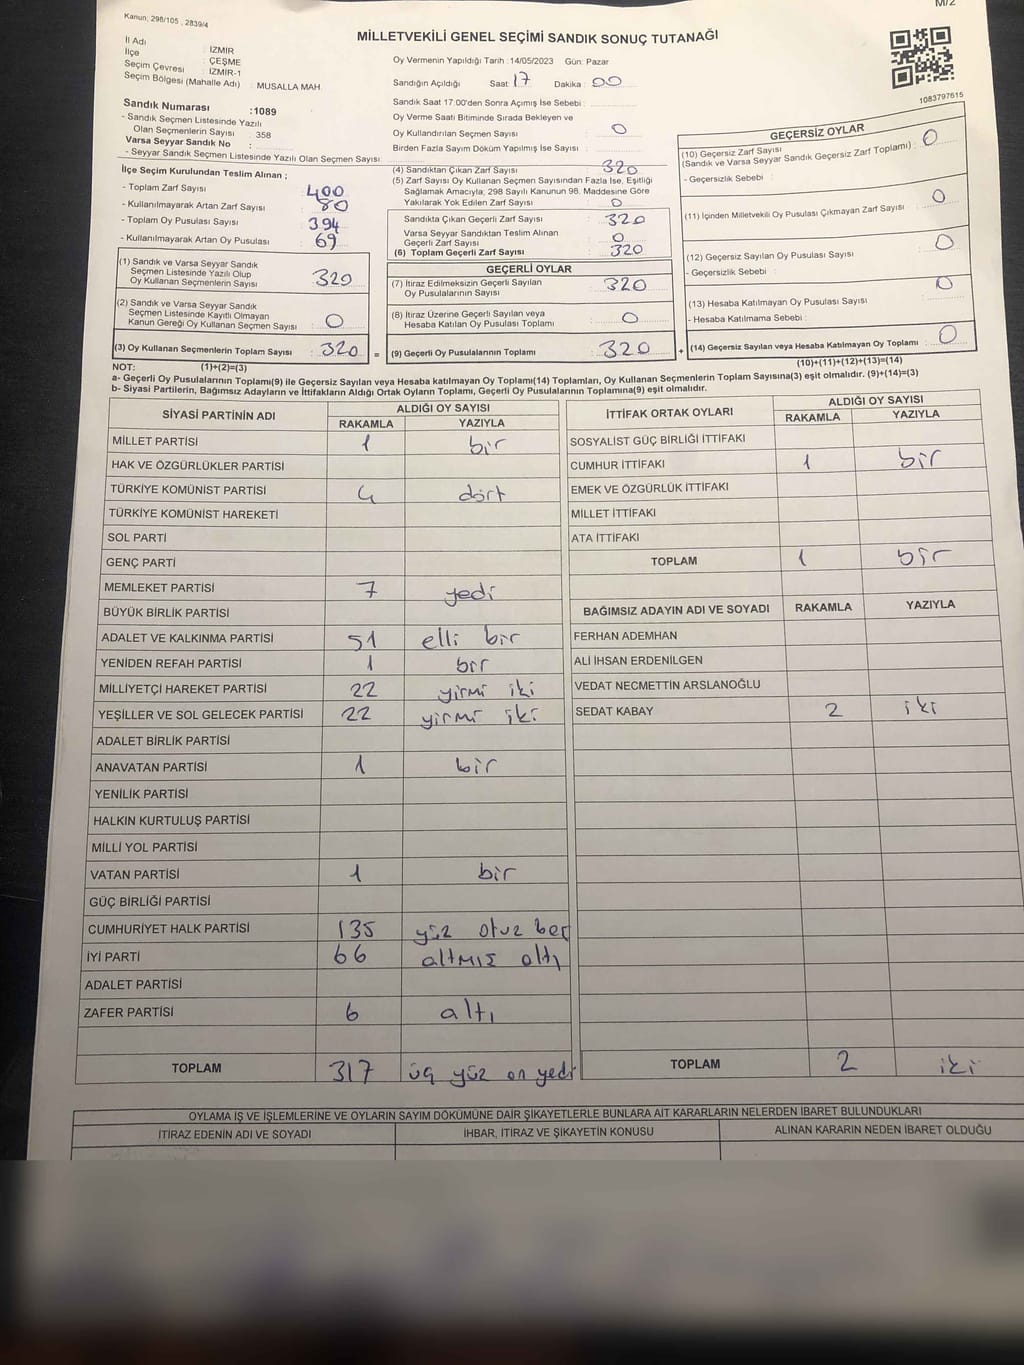 M/2
Kanun; 298/105 , 2839/4
MİLLETVEKİLİ GENEL SEÇİMİ SANDIK SONUÇ TUTANAĞI
İl Adı : İZMİR
İlçe : ÇEŞME
Seçim Çevresi : İZMİR-1
Seçim Bölgesi (Mahalle Adı) : MUSALLA MAH.
Sandık Numarası :1089
- Sandık Seçmen Listesinde Yazılı
Olan Seçmenlerin Sayısı : 358
Varsa Seyyar Sandık No :
- Seyyar Sandık Seçmen Listesinde Yazılı Olan Seçmen Sayısı:
Oy Vermenin Yapıldığı Tarih :14/05/2023 Gün: Pazar
Sandığın Açıldığı Saat : 17 Dakika : 00
Sandık Saat 17:00'den Sonra Açımış İse Sebebi :
Oy Verme Saati Bitiminde Sırada Bekleyen ve
Oy Kullandırılan Seçmen Sayısı : 0
Birden Fazla Sayım Döküm Yapılmış İse Sayısı :
1083797615
İlçe Seçim Kurulundan Teslim Alınan ;
- Toplam Zarf Sayısı : 400
- Kullanılmayarak Artan Zarf Sayısı : 80
- Toplam Oy Pusulası Sayısı : 394
- Kullanılmayarak Artan Oy Pusulası : 69
(1) Sandık ve Varsa Seyyar Sandık
Seçmen Listesinde Yazılı Olup
Oy Kullanan Seçmenlerin Sayısı : 320
(2) Sandık ve Varsa Seyyar Sandık
Seçmen Listesinde Kayıtlı Olmayan
Kanun Gereği Oy Kullanan Seçmen Sayısı : 0
(3) Oy Kullanan Seçmenlerin Toplam Sayısı : 320 =
(4) Sandıktan Çıkan Zarf Sayısı : 320
(5) Zarf Sayısı Oy Kullanan Seçmen Sayısından Fazla İse, Eşitliği
Sağlamak Amacıyla, 298 Sayılı Kanunun 98. Maddesine Göre
Yakılarak Yok Edilen Zarf Sayısı : 0
Sandıkta Çıkan Geçerli Zarf Sayısı : 320
Varsa Seyyar Sandıktan Teslim Alınan
Geçerli Zarf Sayısı : 0
(6) Toplam Geçerli Zarf Sayısı : 320
GEÇERLİ OYLAR
(7) İtiraz Edilmeksizin Geçerli Sayılan
Oy Pusulalarının Sayısı : 320
(8) İtiraz Üzerine Geçerli Sayılan veya
Hesaba Katılan Oy Pusulası Toplamı : 0
(9) Geçerli Oy Pusulalarının Toplamı : 320 +
GEÇERSİZ OYLAR
(10) Geçersiz Zarf Sayısı
(Sandık ve Varsa Seyyar Sandık Geçersiz Zarf Toplamı) : 0
- Geçersizlik Sebebi :
(11) İçinden Milletvekili Oy Pusulası Çıkmayan Zarf Sayısı : 0
(12) Geçersiz Sayılan Oy Pusulası Sayısı : 0
- Geçersizlik Sebebi :
(13) Hesaba Katılmayan Oy Pusulası Sayısı : 0
- Hesaba Katılmama Sebebi :
(14) Geçersiz Sayılan veya Hesaba Katılmayan Oy Toplamı : 0
NOT: (1)+(2)=(3) (10)+(11)+(12)+(13)=(14)
a- Geçerli Oy Pusulalarının Toplamı(9) ile Geçersiz Sayılan veya Hesaba katılmayan Oy Toplamı(14) Toplamları, Oy Kullanan Seçmenlerin Toplam Sayısına(3) eşit olmalıdır. (9)+(14)=(3)
b- Siyasi Partilerin, Bağımsız Adayların ve İttifakların Aldığı Ortak Oyların Toplamı, Geçerli Oy Pusulalarının Toplamına(9) eşit olmalıdır.
SİYASİ PARTİNİN ADI ALDIĞI OY SAYISI
RAKAMLA YAZIYLA
MİLLET PARTİSİ 1 bir
HAK VE ÖZGÜRLÜKLER PARTİSİ
TÜRKİYE KOMÜNİST PARTİSİ 4 dört
TÜRKİYE KOMÜNİST HAREKETİ
SOL PARTİ
GENÇ PARTİ
MEMLEKET PARTİSİ 7 yedi
BÜYÜK BİRLİK PARTİSİ
ADALET VE KALKINMA PARTİSİ 51 elli bir
YENİDEN REFAH PARTİSİ 1 bir
MİLLİYETÇİ HAREKET PARTİSİ 22 yirmi iki
YEŞİLLER VE SOL GELECEK PARTİSİ 22 yirmi iki
ADALET BİRLİK PARTİSİ
ANAVATAN PARTİSİ 1 bir
YENİLİK PARTİSİ
HALKIN KURTULUŞ PARTİSİ
MİLLİ YOL PARTİSİ
VATAN PARTİSİ 1 bir
GÜÇ BİRLİĞİ PARTİSİ
CUMHURİYET HALK PARTİSİ 135 yüz otuz beş
İYİ PARTİ 66 altmış altı
ADALET PARTİSİ
ZAFER PARTİSİ 6 altı
TOPLAM 317 üç yüz on yedi
İTTİFAK ORTAK OYLARI ALDIĞI OY SAYISI
RAKAMLA YAZIYLA
SOSYALİST GÜÇ BİRLİĞİ İTTİFAKI
CUMHUR İTTİFAKI 1 bir
EMEK VE ÖZGÜRLÜK İTTİFAKI
MİLLET İTTİFAKI
ATA İTTİFAKI
TOPLAM 1 bir
BAĞIMSIZ ADAYIN ADI VE SOYADI RAKAMLA YAZIYLA
FERHAN ADEMHAN
ALİ İHSAN ERDENİLGEN
VEDAT NECMETTİN ARSLANOĞLU
SEDAT KABAY 2 iki
TOPLAM 2 iki
OYLAMA İŞ VE İŞLEMLERİNE VE OYLARIN SAYIM DÖKÜMÜNE DAİR ŞİKAYETLERLE BUNLARA AİT KARARLARIN NELERDEN İBARET BULUNDUKLARI
İTİRAZ EDENİN ADI VE SOYADI İHBAR, İTİRAZ VE ŞİKAYETİN KONUSU ALINAN KARARIN NEDEN İBARET OLDUĞU